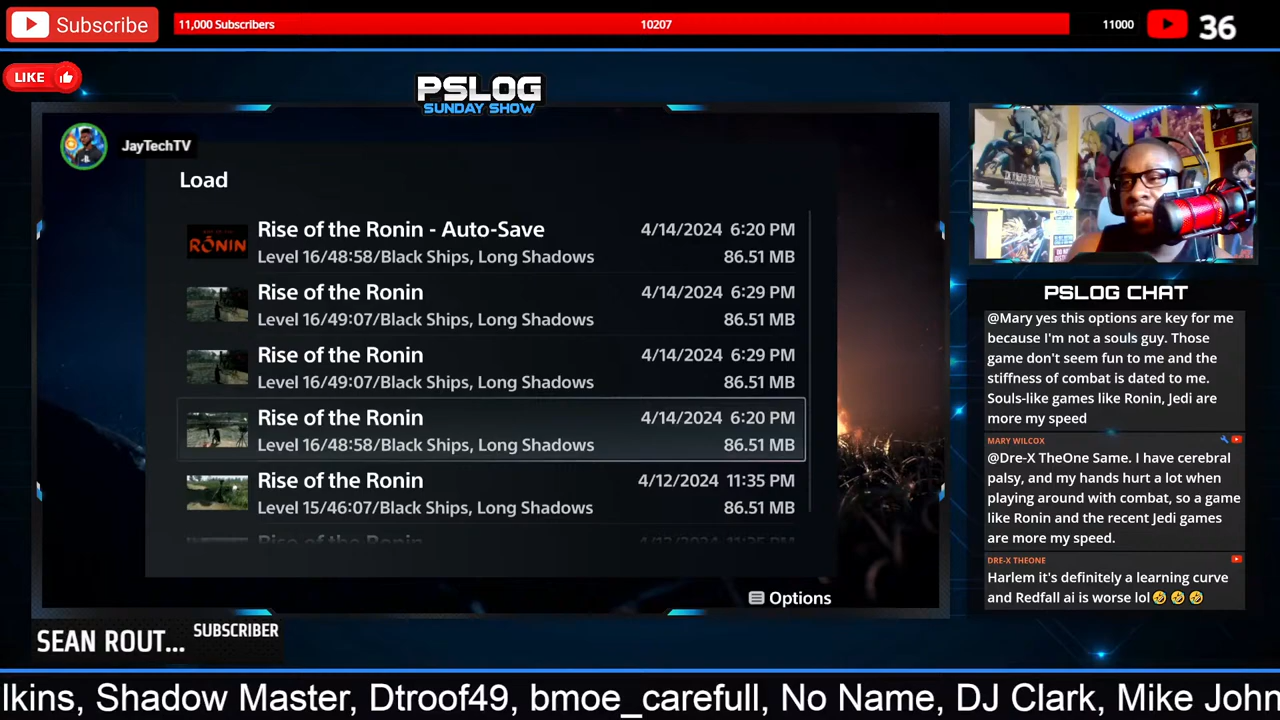 Subscribe
11,000 Subscribers
10207
11000
36
LIKE
PSLOG
SUNDAY SHOW
JayTechTV
Load
RŌNIN
Rise of the Ronin - Auto-Save
4/14/2024 6:20 PM
Level 16/48:58/Black Ships, Long Shadows
86.51 MB
Rise of the Ronin
4/14/2024 6:29 PM
Level 16/49:07/Black Ships, Long Shadows
86.51 MB
Rise of the Ronin
4/14/2024 6:29 PM
Level 16/49:07/Black Ships, Long Shadows
86.51 MB
Rise of the Ronin
4/14/2024 6:20 PM
Level 16/48:58/Black Ships, Long Shadows
86.51 MB
Rise of the Ronin
4/12/2024 11:35 PM
Level 15/46:07/Black Ships, Long Shadows
86.51 MB
Rise of the Ronin
4/12/2024 11:35 PM
Options
PSLOG CHAT
@Mary yes this options are key for me
because I'm not a souls guy. Those
game don't seem fun to me and the
stiffness of combat is dated to me.
Souls-like games like Ronin, Jedi are
more my speed
MARY WILCOX
@Dre-X TheOne Same. I have cerebral
palsy, and my hands hurt a lot when
playing around with combat, so a game
like Ronin and the recent Jedi games
are more my speed.
DRE-X THEONE
Harlem it's definitely a learning curve
and Redfall ai is worse lol🤣🤣🤣
SEAN ROUT...
SUBSCRIBER
lkins, Shadow Master, Dtroof49, bmoe_carefull, No Name, DJ Clark, Mike John